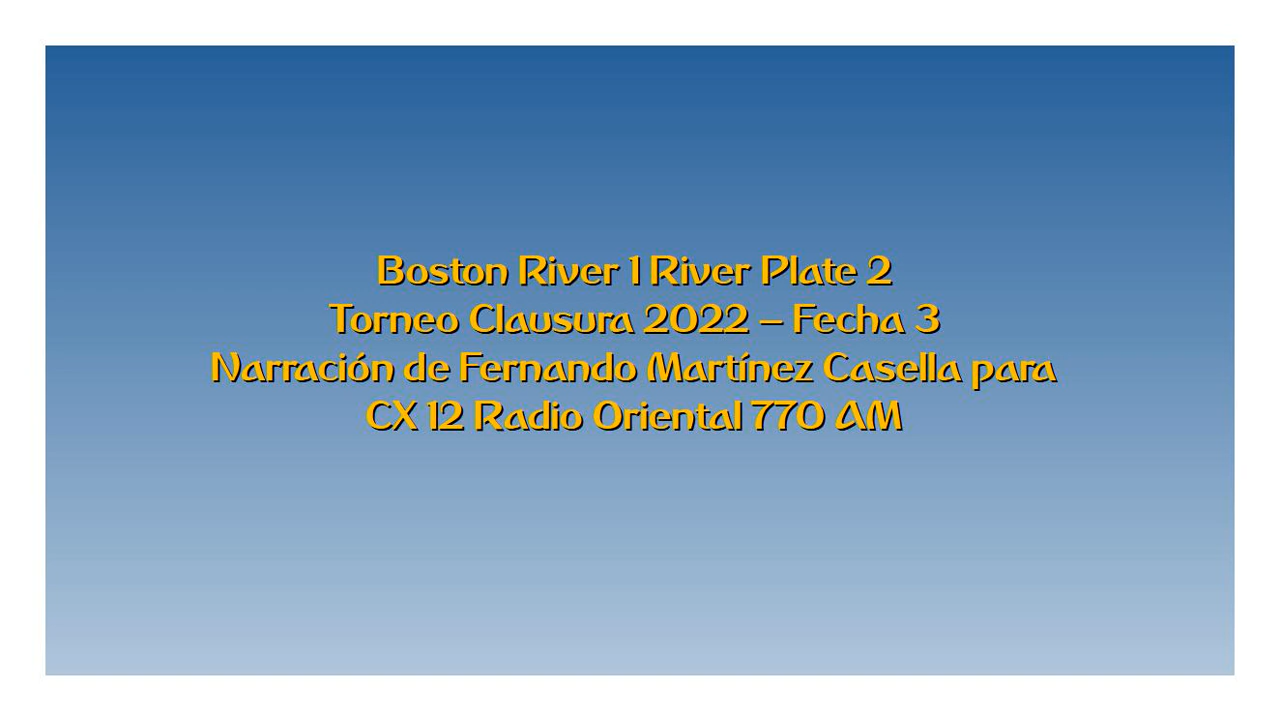 Boston River 1 River Plate 2
Torneo Clausura 2022 – Fecha 3
Narración de Fernando Martínez Casella para
CX 12 Radio Oriental 770 AM